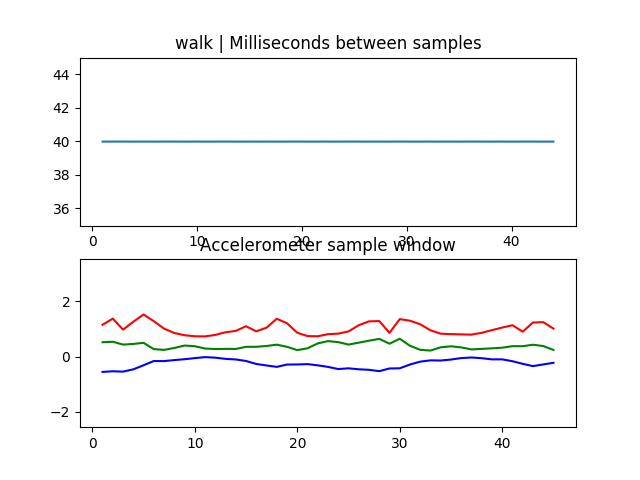 walk | Milliseconds between samples
44
42
40
38
36
0 10 20 30 40
Accelerometer sample window
2
0
−2
0 10 20 30 40